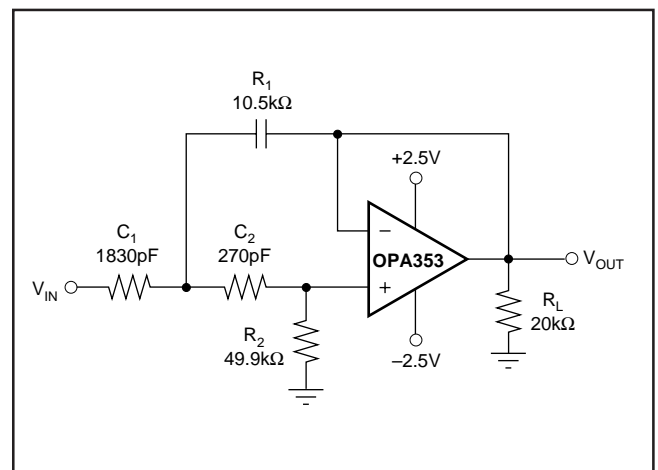 R1
10.5kΩ
+2.5V
C1
1830pF
C2
270pF
–
OPA353
+
VIN
VOUT
R2
49.9kΩ
–2.5V
RL
20kΩ